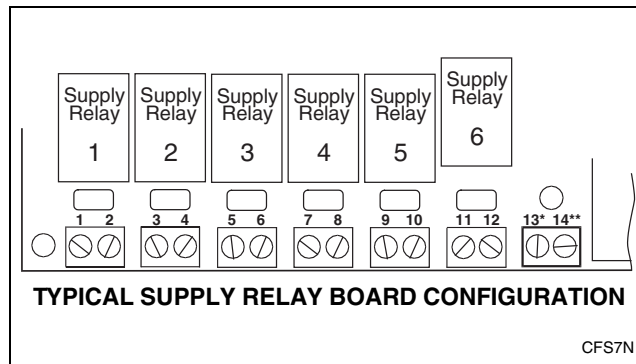 Supply Relay 1
Supply Relay 2
Supply Relay 3
Supply Relay 4
Supply Relay 5
Supply Relay 6
1 2 3 4 5 6 7 8 9 10 11 12 13* 14**
TYPICAL SUPPLY RELAY BOARD CONFIGURATION
CFS7N